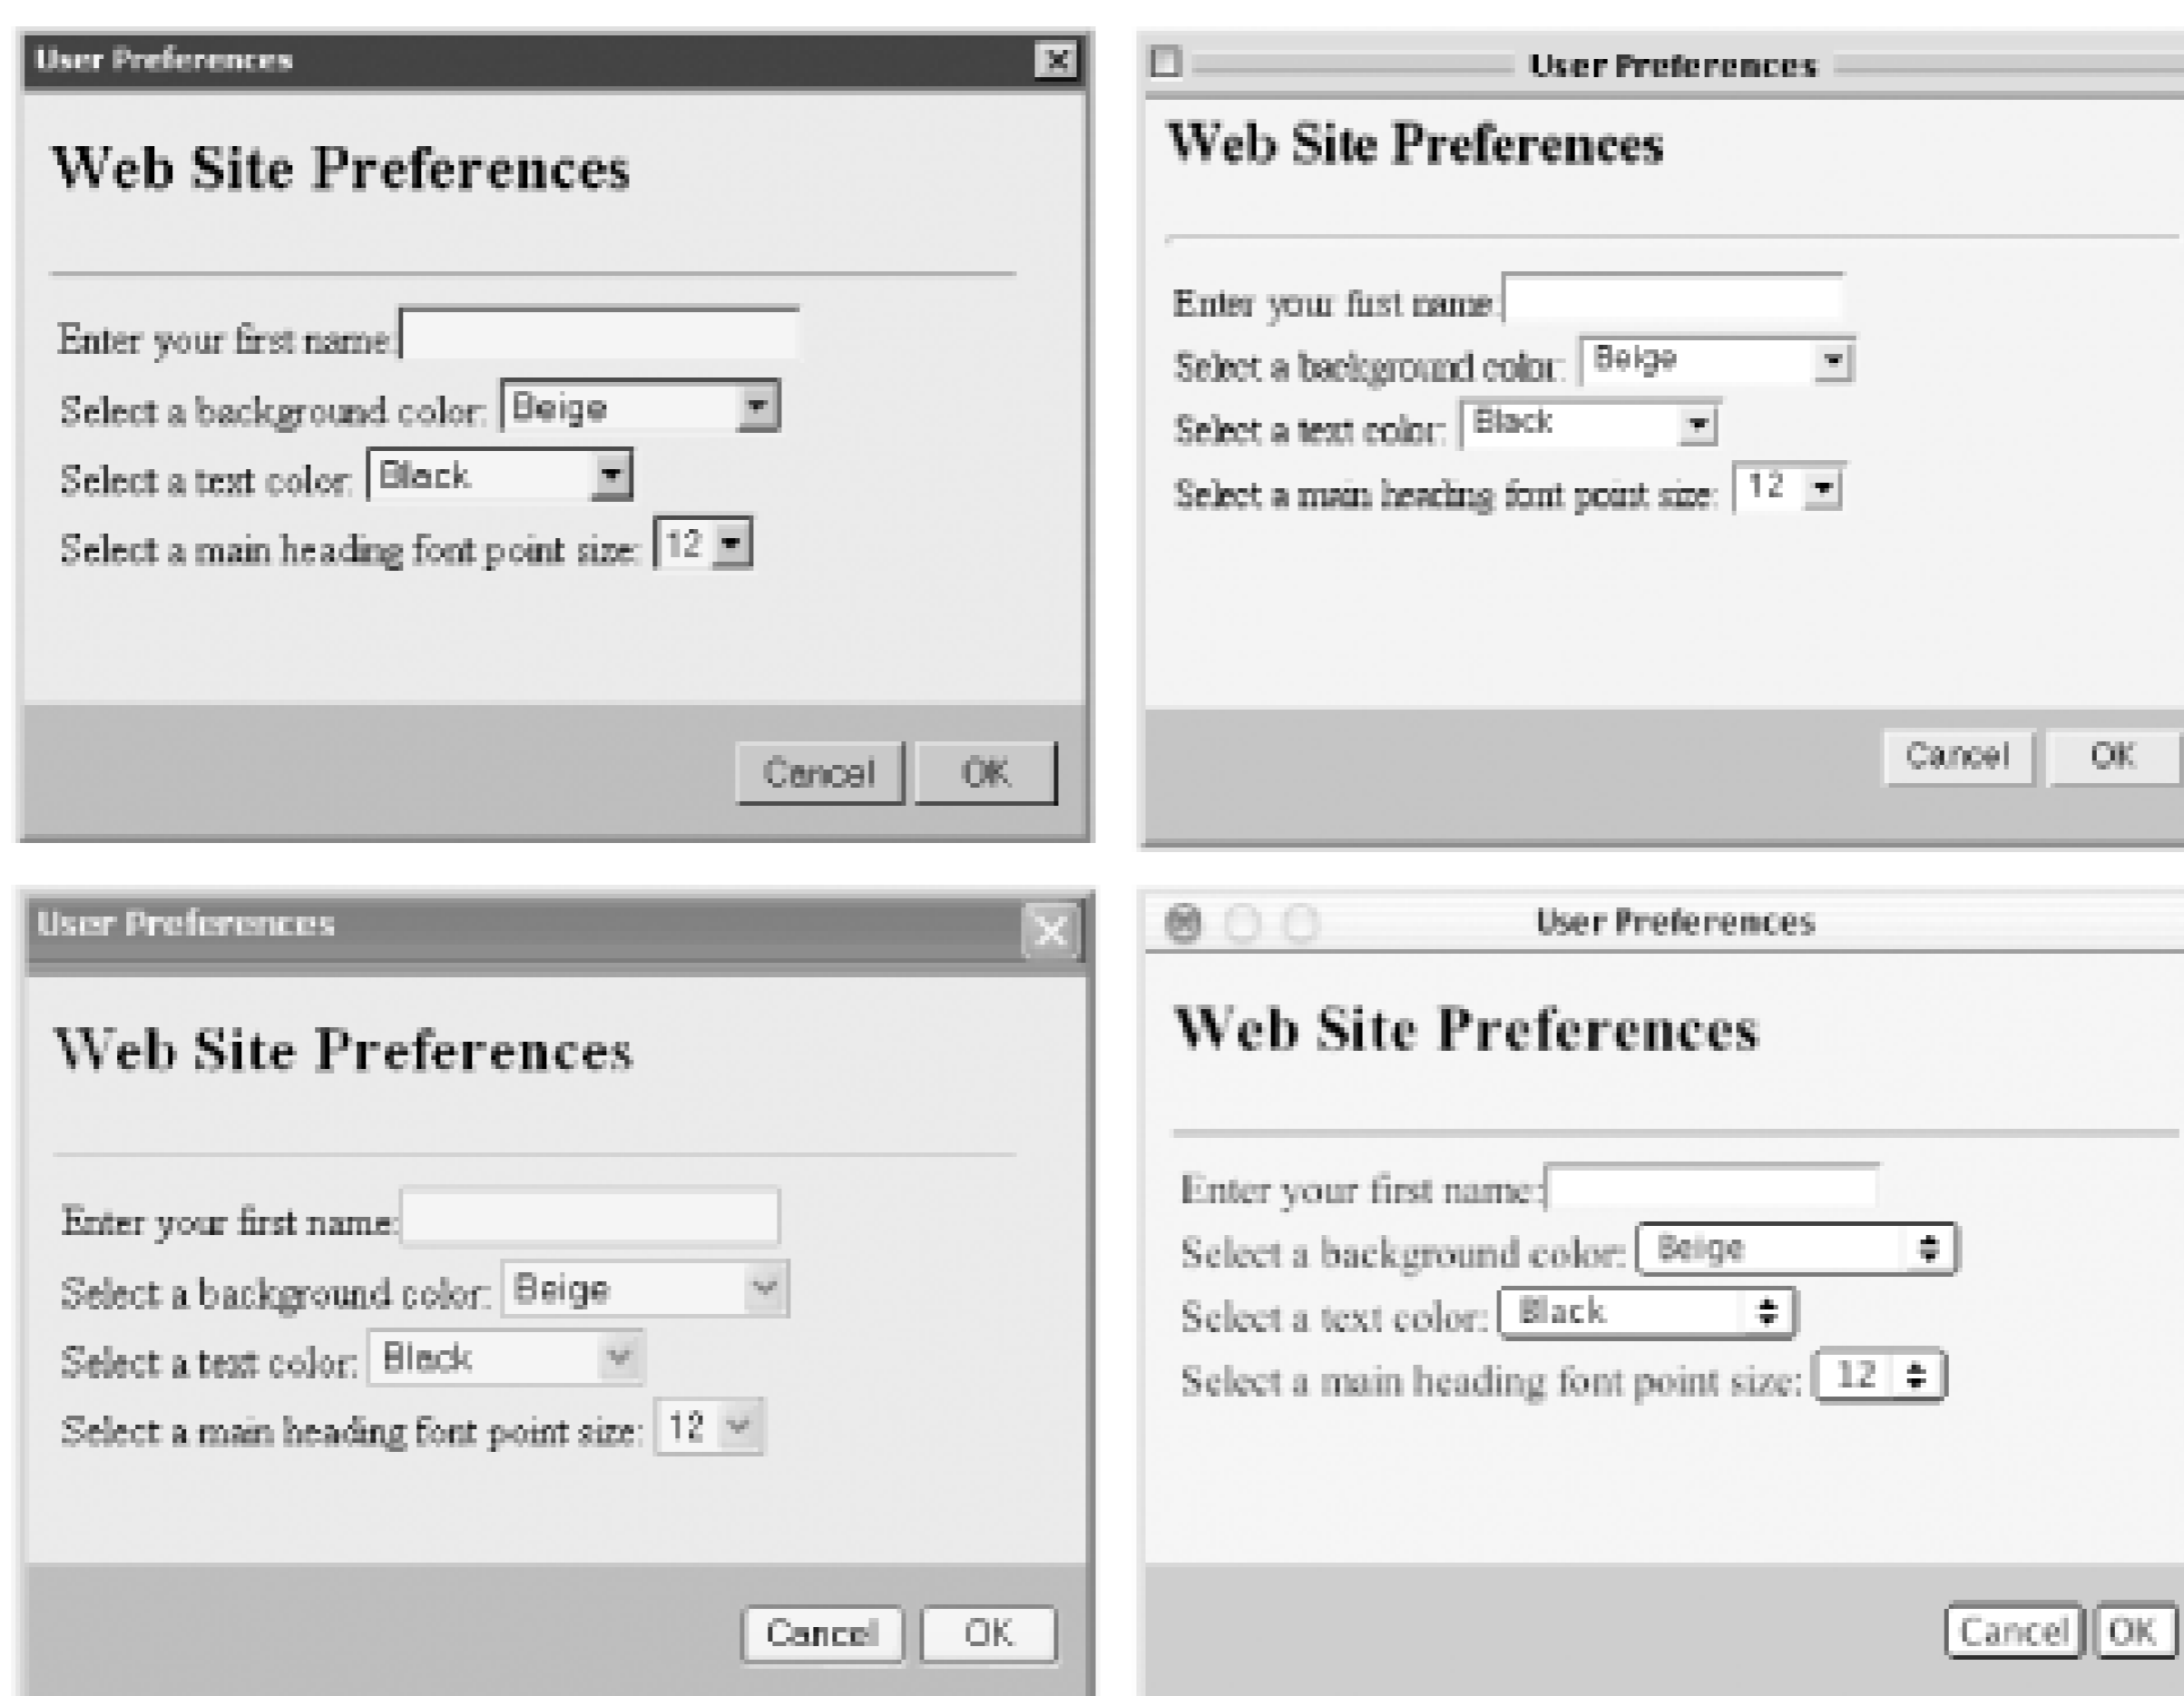 User Preferences
Web Site Preferences
Enter your first name:
Select a background color: Beige
Select a text color: Black
Select a main heading font point size: 12
Cancel OK
User Preferences
Web Site Preferences
Enter your first name:
Select a background color: Beige
Select a text color: Black
Select a main heading font point size: 12
Cancel OK
User Preferences
Web Site Preferences
Enter your first name:
Select a background color: Beige
Select a text color: Black
Select a main heading font point size: 12
Cancel OK
User Preferences
Web Site Preferences
Enter your first name:
Select a background color: Beige
Select a text color: Black
Select a main heading font point size: 12
Cancel OK